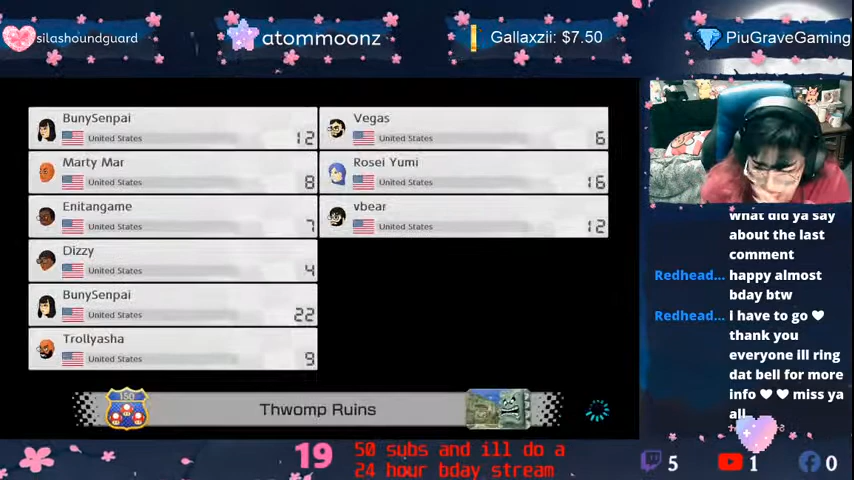 silashoundguard
atommoonz
Gallaxzii: $7.50
PiuGraveGaming
BunySenpai
United States
12
Marty Mar
United States
8
Enitangame
United States
7
Dizzy
United States
4
BunySenpai
United States
22
Trollyasha
United States
9
Vegas
United States
6
Rosei Yumi
United States
16
vbear
United States
12
150
Thwomp Ruins
what did ya say
about the last
comment
Redhead... happy almost
bday btw
Redhead... i have to go ♥
thank you
everyone ill ring
dat bell for more
info ♥ ♥ miss ya
all
19
50 subs and ill do a
24 hour bday stream
5
1
0